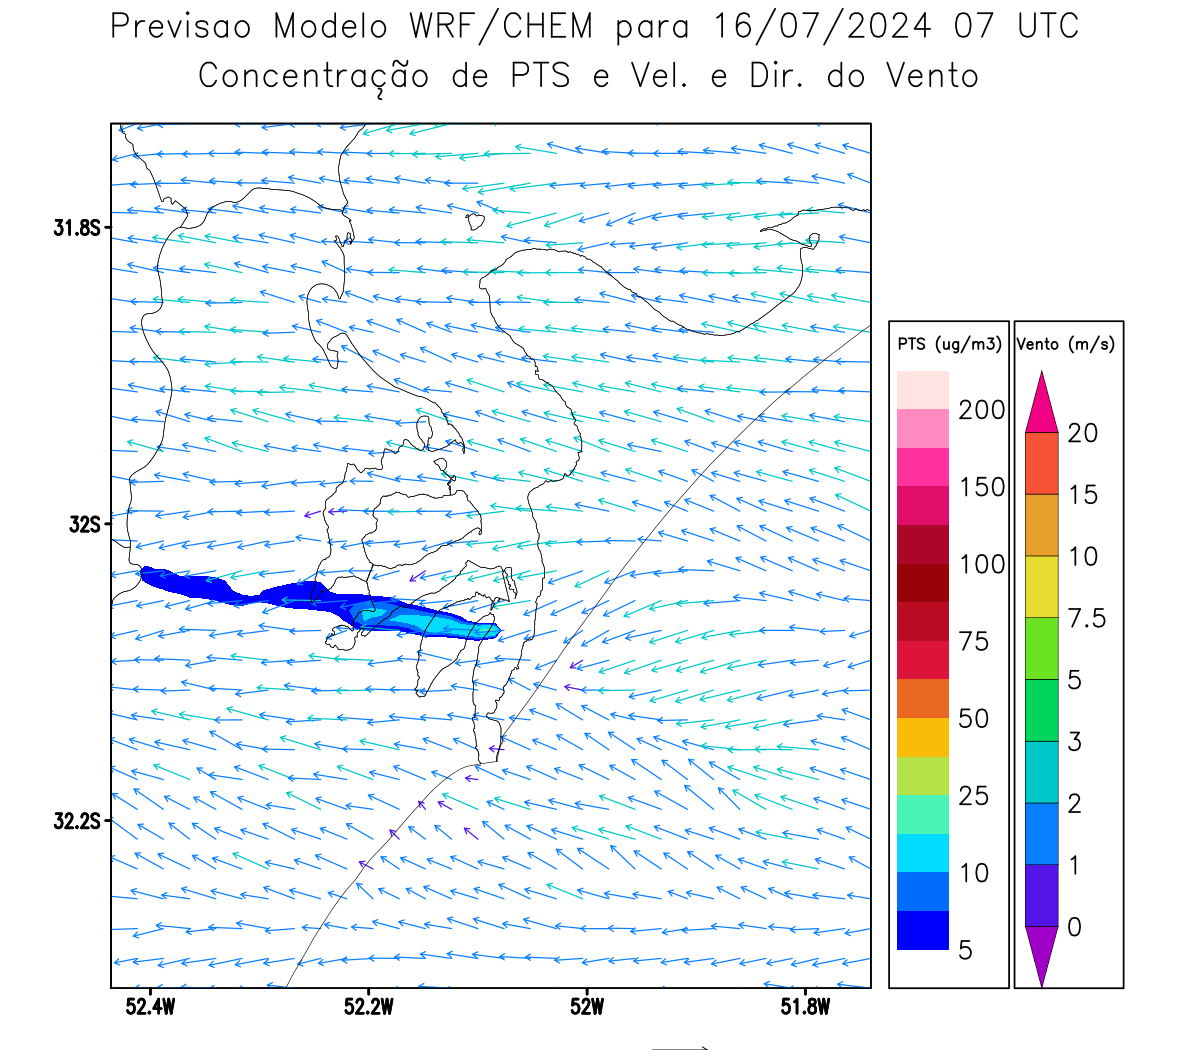 Previsao Modelo WRF/CHEM para 16/07/2024 07 UTC
Concentração de PTS e Vel. e Dir. do Vento
31.8S
32S
32.2S
52.4W
52.2W
52W
51.8W
PTS (ug/m3)
200
150
100
75
50
25
10
5
Vento (m/s)
20
15
10
7.5
5
3
2
1
0